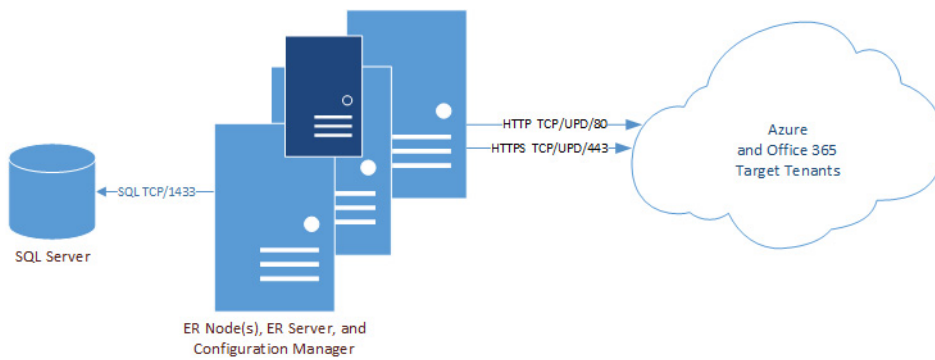 HTTP TCP/UPD/80
HTTPS TCP/UPD/443
Azure
and Office 365
Target Tenants
SQL TCP/1433
SQL Server
ER Node(s), ER Server, and
Configuration Manager